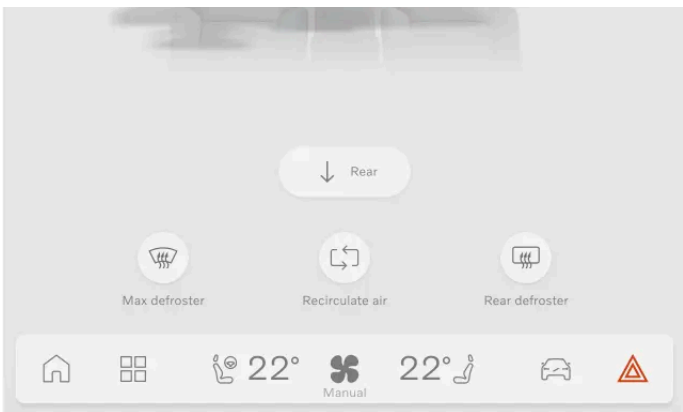 Rear
Max defroster
Recirculate air
Rear defroster
22°
22°
Manual